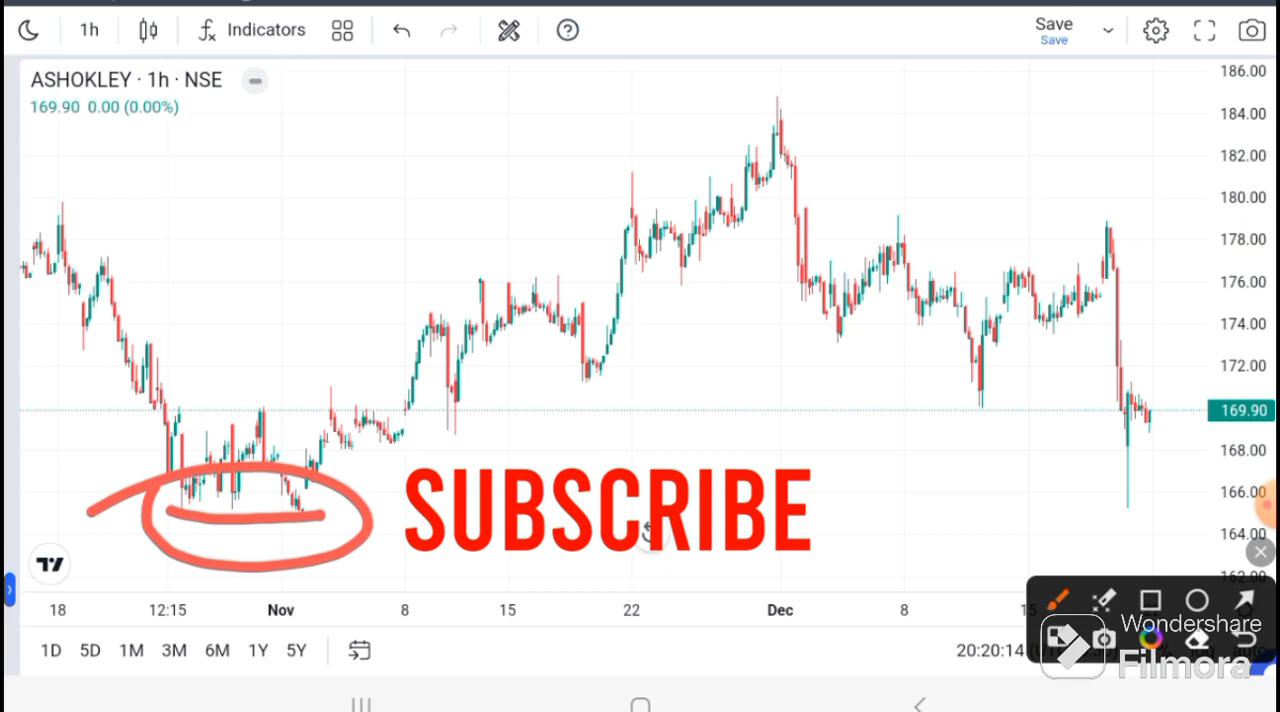 1h Indicators Save
Save
ASHOKLEY · 1h · NSE
169.90 0.00 (0.00%)
186.00
184.00
182.00
180.00
178.00
176.00
174.00
172.00
169.90
168.00
166.00
164.00
162.00
SUBSCRIBE
18 12:15 Nov 8 15 22 Dec 8 15
1D 5D 1M 3M 6M 1Y 5Y 20:20:14
Wondershare
Filmora